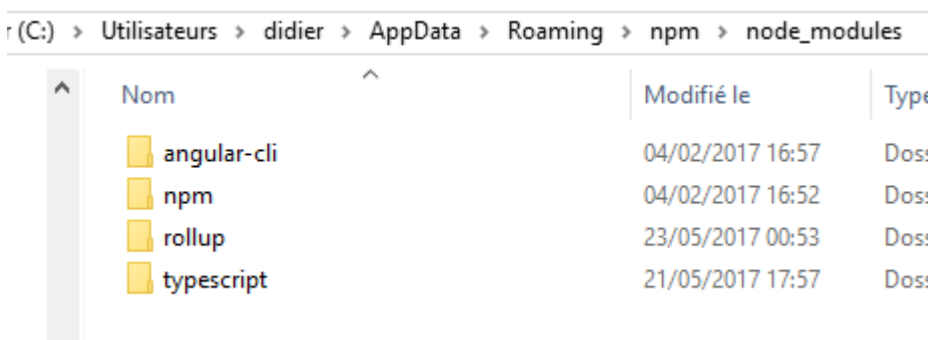 r (C:) > Utilisateurs > didier > AppData > Roaming > npm > node_modules
Nom Modifié le Type
angular-cli 04/02/2017 16:57 Doss
npm 04/02/2017 16:52 Doss
rollup 23/05/2017 00:53 Doss
typescript 21/05/2017 17:57 Doss